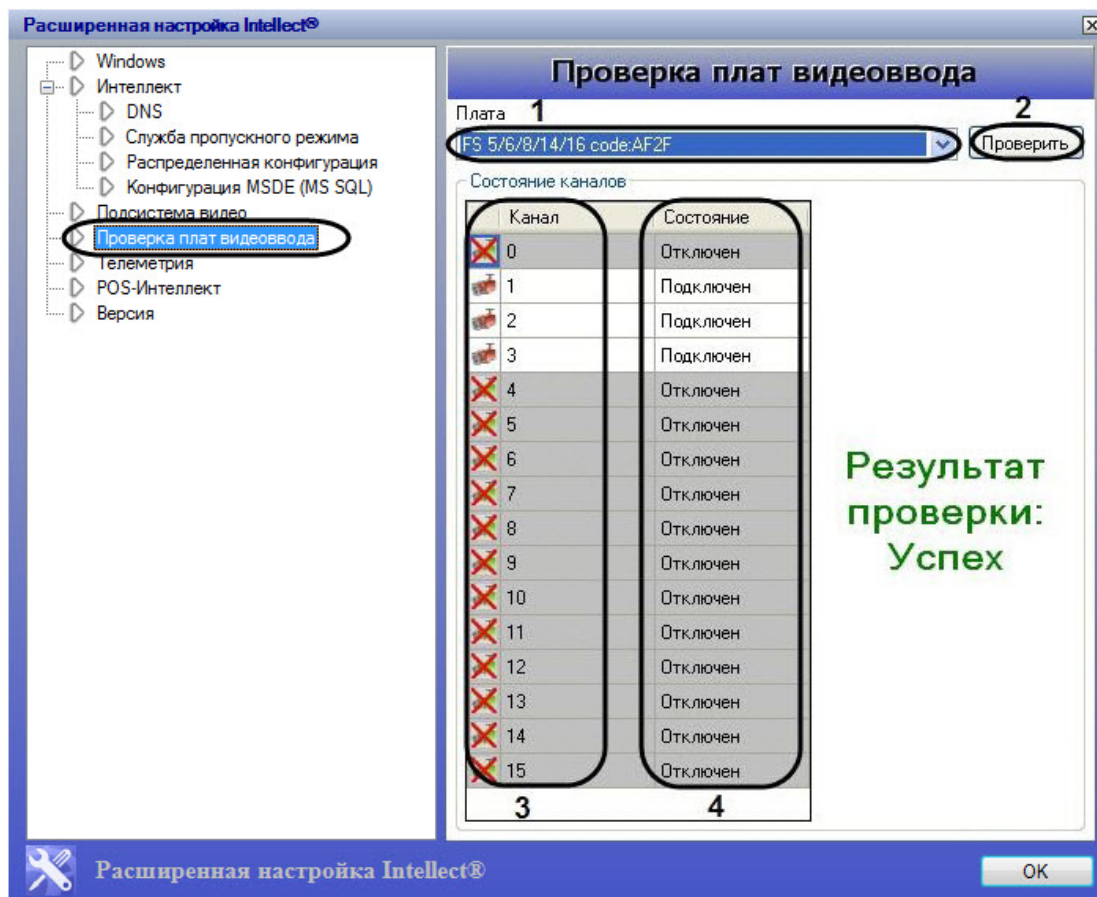 Расширенная настройка Intellect®
Windows
Интеллект
DNS
Служба пропускного режима
Распределенная конфигурация
Конфигурация MSDE (MS SQL)
Подсистема видео
Проверка плат видеоввода
Телеметрия
POS-Интеллект
Версия
Проверка плат видеоввода
Плата 1 2
FS 5/6/8/14/16 code:AF2F Проверить
Состояние каналов
Канал Состояние
0 Отключен
1 Подключен
2 Подключен
3 Подключен
4 Отключен
5 Отключен
6 Отключен
7 Отключен
8 Отключен
9 Отключен
10 Отключен
11 Отключен
12 Отключен
13 Отключен
14 Отключен
15 Отключен
3 4
Результат
проверки:
Успех
Расширенная настройка Intellect®
OK